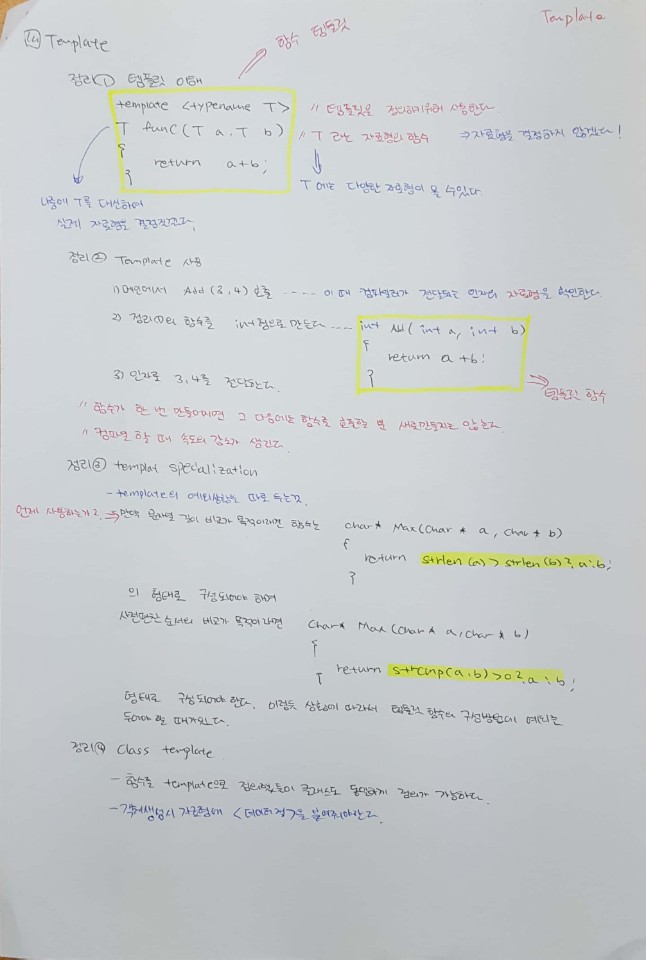 Template
14 Template
함수 템플릿
정리① 템플릿 이해
template <typename T> // 템플릿을 정의하기위해 사용한다
T func(T a, T b) // T 라는 자료형의 함수 ⇒ 자료형을 결정하지 않겠다!
{
return a+b;
}
T 에는 다양한 자료형이 올 수있다
나중에 T를 대신하여
실제 자료형을 결정짓는다.
정리② Template 사용
1) 메인에서 Add (3, 4) 호출 ---- 이 때 컴파일러가 전달되는 인자의 자료형을 확인한다.
2) 정리①의 함수를 int형으로 만든다 ---- int Add( int a, int b)
{
return a+b;
}
3) 인자로 3, 4를 전달한다.
템플릿 함수
// 함수가 한 번 만들어지면 그 다음에는 함수를 호출할 때 새로만들지는 않는다.
// 컴파일 할 때 속도의 감소가 생긴다.
정리③ templat specialization
- template의 예외상황을 따로 두는것.
언제 사용하는가? → 만약 문자열 길이 비교가 목적이라면 함수는
char* Max(char * a, char * b)
{
return strlen (a) > strlen (b) ? a : b;
}
의 형태로 구성되어야 하며
사전편찬 순서의 비교가 목적이라면
char* Max (char* a, char * b)
{
return strcmp(a, b) > 0 ? a : b;
}
형태로 구성되어야 한다. 이렇듯 상황에 따라서 템플릿 함수의 구성방법에 예외를
두어야 할 때가있다.
정리④ Class template
- 함수를 template으로 정의했듯이 클래스도 동일하게 정의가 가능하다.
- 객체생성시 자료형에 <데이터형>을 알려주어야한다